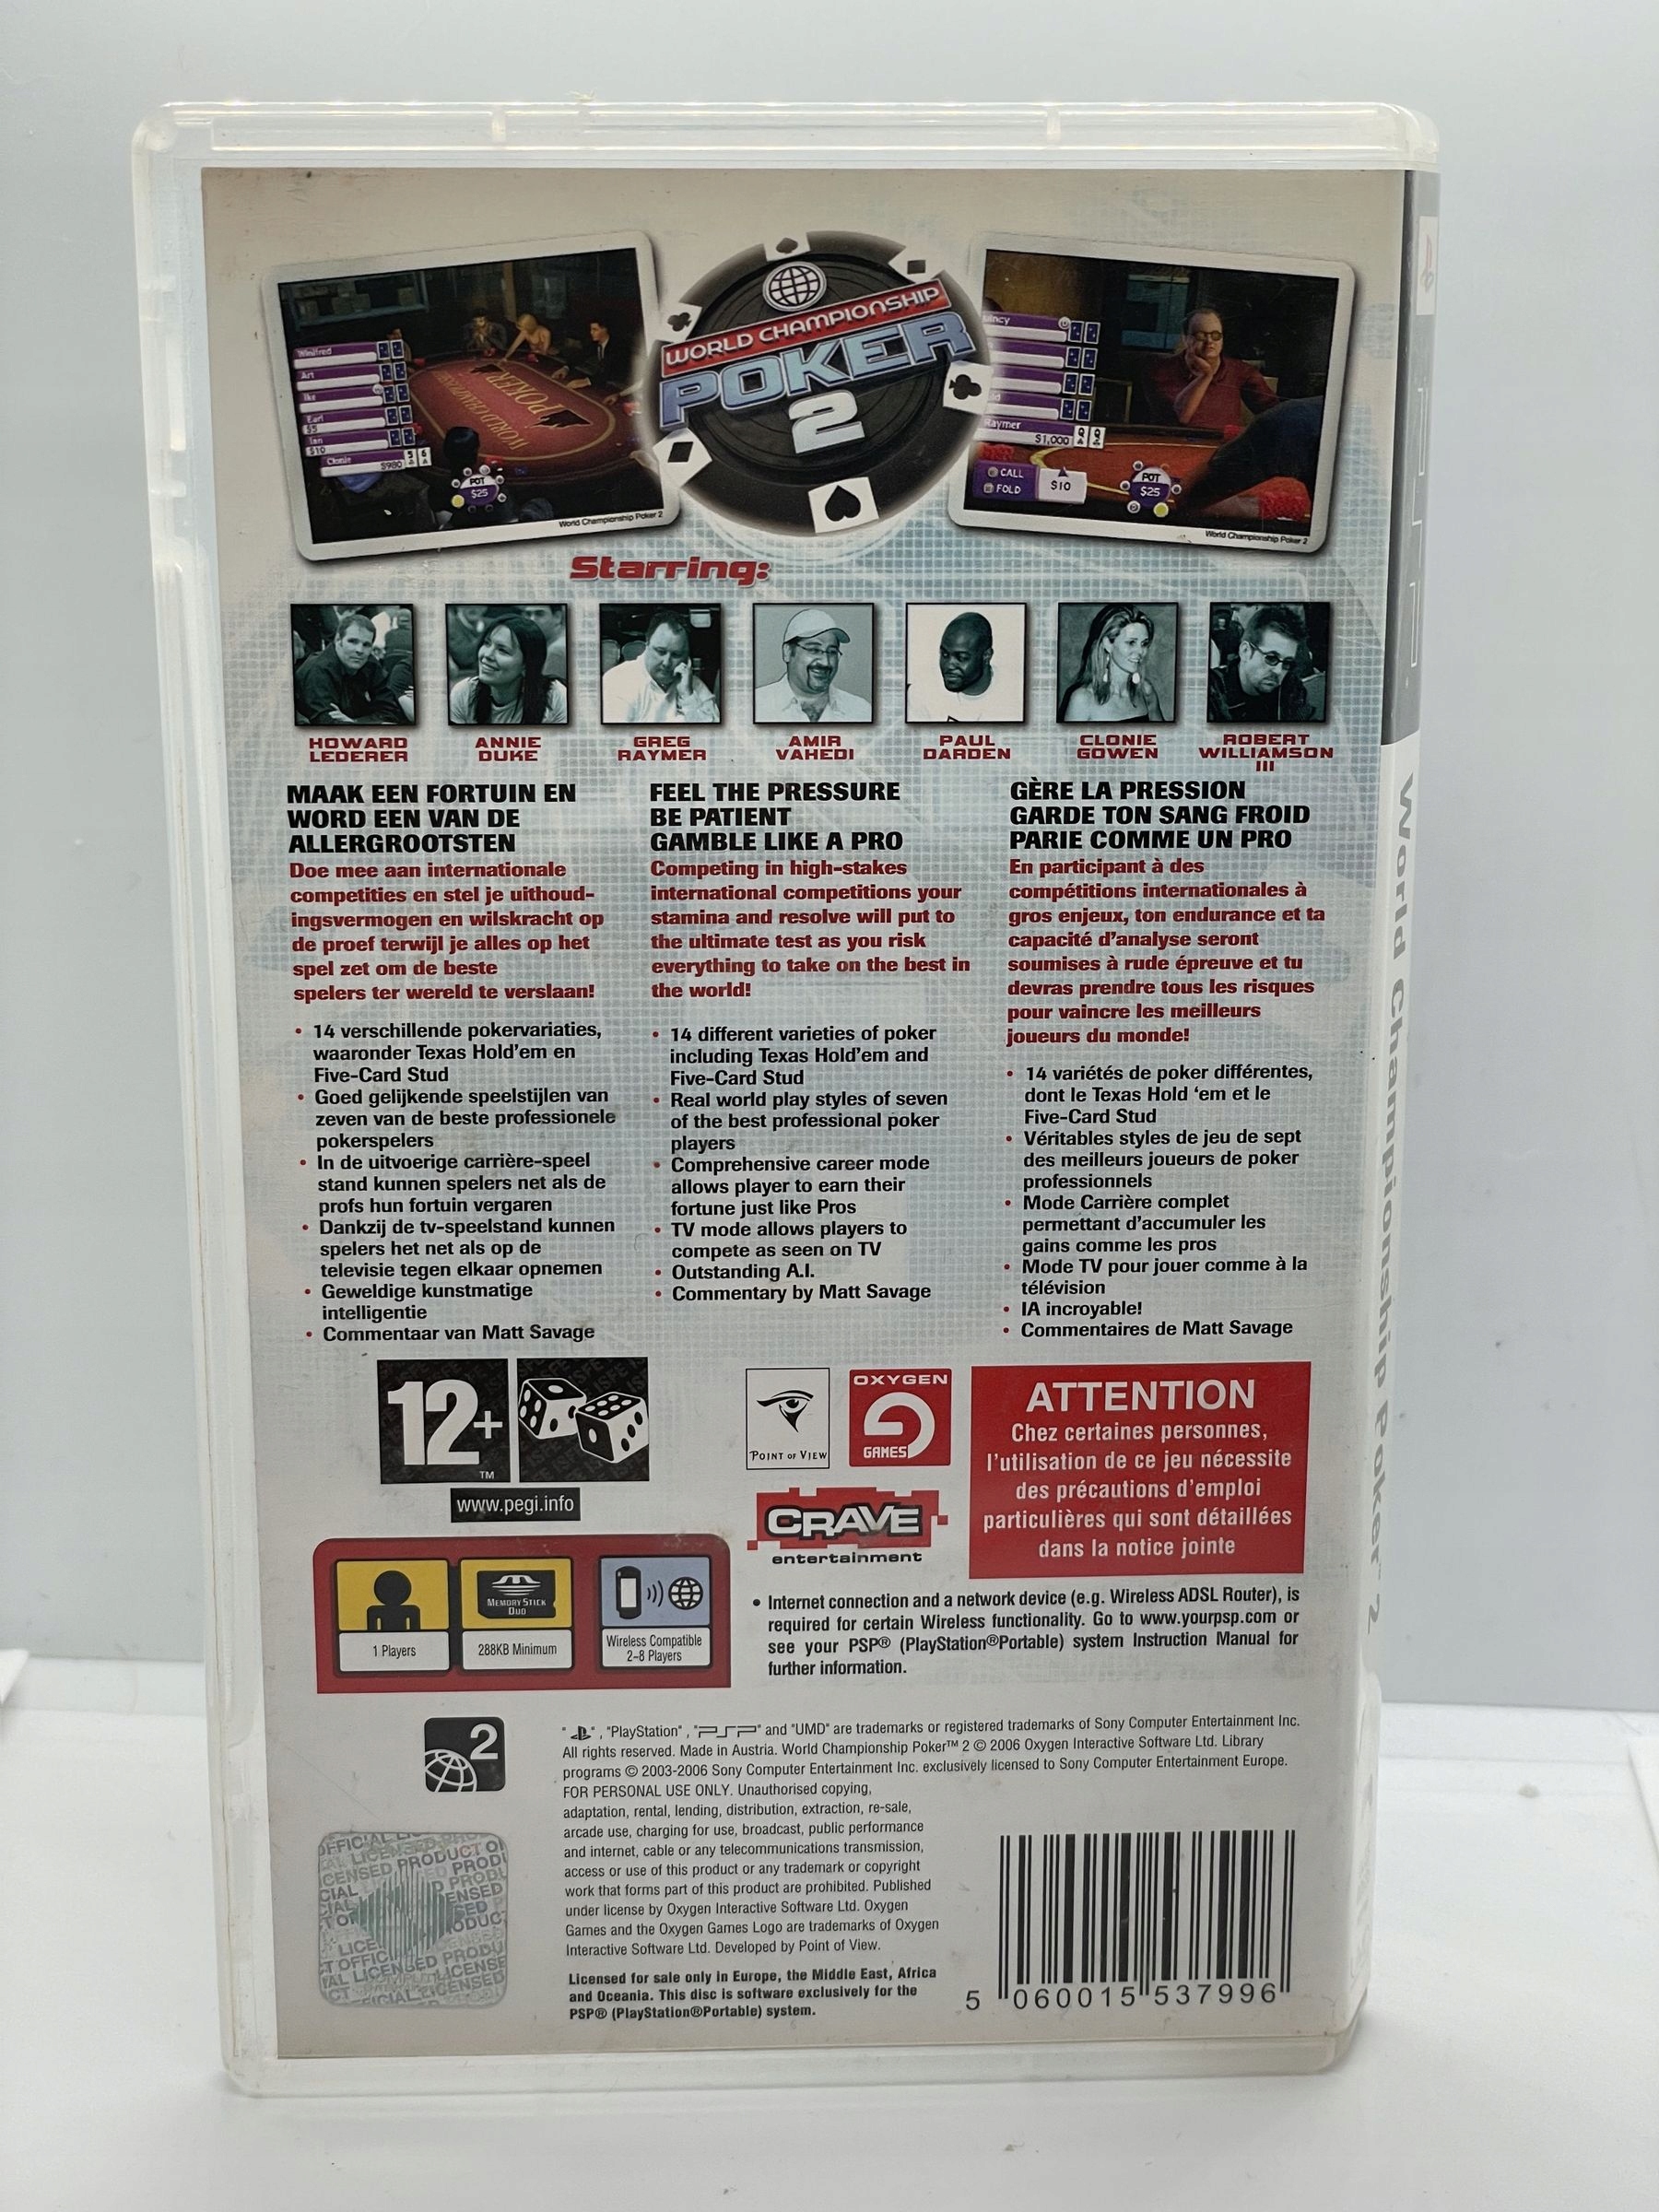 WORLD CHAMPIONSHIP
POKER
2
Winifred
Art
Ike
Earl
$5
Ian
$10
Clonie
$980
5 6
POT
$25
WORLD CHAMPIONSHIP
POKER
World Championship Poker 2
Raymer
$1,000
Q Q
CALL
FOLD
$10
POT
$25
World Championship Poker 2
Starring:
HOWARD
LEDERER
ANNIE
DUKE
GREG
RAYMER
AMIR
VAHEDI
PAUL
DARDEN
CLONIE
GOWEN
ROBERT
WILLIAMSON
III
MAAK EEN FORTUIN EN
WORD EEN VAN DE
ALLERGROOTSTEN
Doe mee aan internationale
competities en stel je uithoud-
ingsvermogen en wilskracht op
de proef terwijl je alles op het
spel zet om de beste
spelers ter wereld te verslaan!
• 14 verschillende pokervariaties,
waaronder Texas Hold'em en
Five-Card Stud
• Goed gelijkende speelstijlen van
zeven van de beste professionele
pokerspelers
• In de uitvoerige carrière-speel
stand kunnen spelers net als de
profs hun fortuin vergaren
• Dankzij de tv-speelstand kunnen
spelers het net als op de
televisie tegen elkaar opnemen
• Geweldige kunstmatige
intelligentie
• Commentaar van Matt Savage
FEEL THE PRESSURE
BE PATIENT
GAMBLE LIKE A PRO
Competing in high-stakes
international competitions your
stamina and resolve will put to
the ultimate test as you risk
everything to take on the best in
the world!
• 14 different varieties of poker
including Texas Hold'em and
Five-Card Stud
• Real world play styles of seven
of the best professional poker
players
• Comprehensive career mode
allows player to earn their
fortune just like Pros
• TV mode allows players to
compete as seen on TV
• Outstanding A.I.
• Commentary by Matt Savage
GÈRE LA PRESSION
GARDE TON SANG FROID
PARIE COMME UN PRO
En participant à des
compétitions internationales à
gros enjeux, ton endurance et ta
capacité d'analyse seront
soumises à rude épreuve et tu
devras prendre tous les risques
pour vaincre les meilleurs
joueurs du monde!
• 14 variétés de poker différentes,
dont le Texas Hold 'em et le
Five-Card Stud
• Véritables styles de jeu de sept
des meilleurs joueurs de poker
professionnels
• Mode Carrière complet
permettant d'accumuler les
gains comme les pros
• Mode TV pour jouer comme à la
télévision
• IA incroyable!
• Commentaires de Matt Savage
12+
TM
www.pegi.info
POINT OF VIEW
OXYGEN
GAMES
CRAVE
entertainment
ATTENTION
Chez certaines personnes,
l'utilisation de ce jeu nécessite
des précautions d'emploi
particulières qui sont détaillées
dans la notice jointe
1 Players
MEMORY STICK
DUO
288KB Minimum
Wireless Compatible
2-8 Players
• Internet connection and a network device (e.g. Wireless ADSL Router), is
required for certain Wireless functionality. Go to www.yourpsp.com or
see your PSP® (PlayStation®Portable) system Instruction Manual for
further information.
2
" ", "PlayStation", "PSP" and "UMD" are trademarks or registered trademarks of Sony Computer Entertainment Inc.
All rights reserved. Made in Austria. World Championship Poker™ 2 © 2006 Oxygen Interactive Software Ltd. Library
programs © 2003-2006 Sony Computer Entertainment Inc. exclusively licensed to Sony Computer Entertainment Europe.
FOR PERSONAL USE ONLY. Unauthorised copying,
adaptation, rental, lending, distribution, extraction, re-sale,
arcade use, charging for use, broadcast, public performance
and internet, cable or any telecommunications transmission,
access or use of this product or any trademark or copyright
work that forms part of this product are prohibited. Published
under license by Oxygen Interactive Software Ltd. Oxygen
Games and the Oxygen Games Logo are trademarks of Oxygen
Interactive Software Ltd. Developed by Point of View.
Licensed for sale only in Europe, the Middle East, Africa
and Oceania. This disc is software exclusively for the
PSP® (PlayStation®Portable) system.
5 060015 537996
World Championship Poker 2